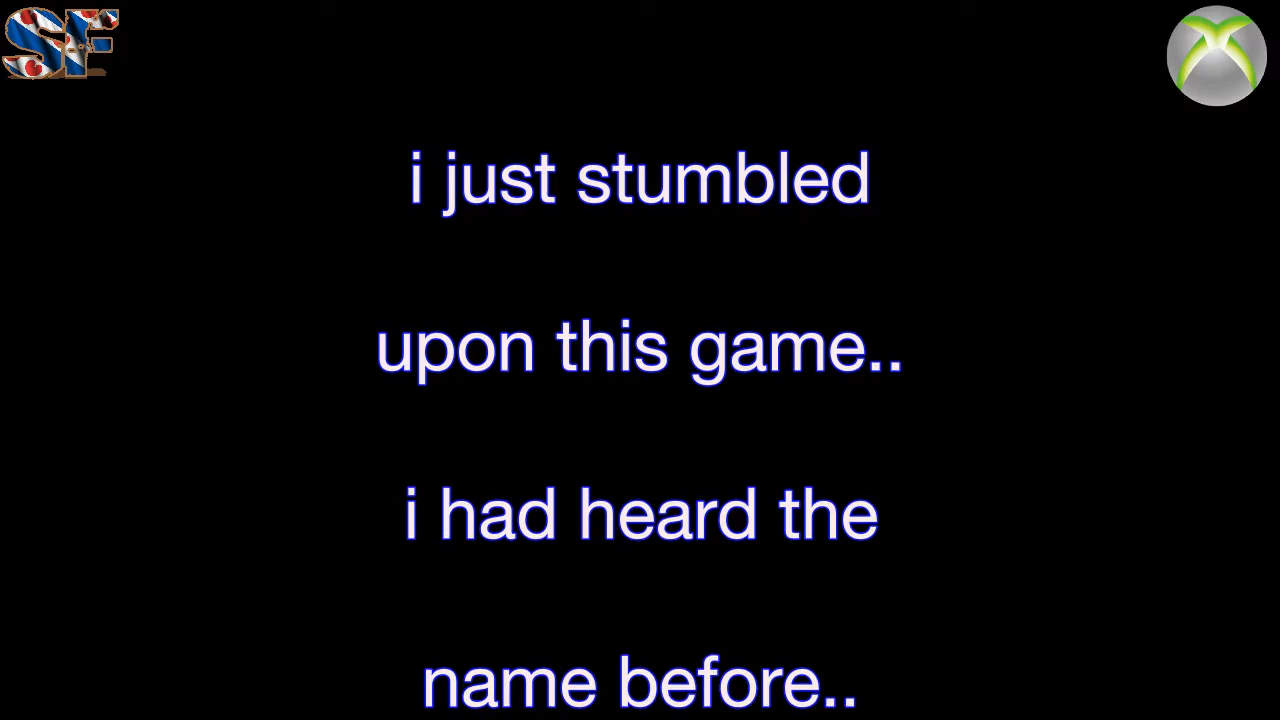 SF
i just stumbled
upon this game..
i had heard the
name before..